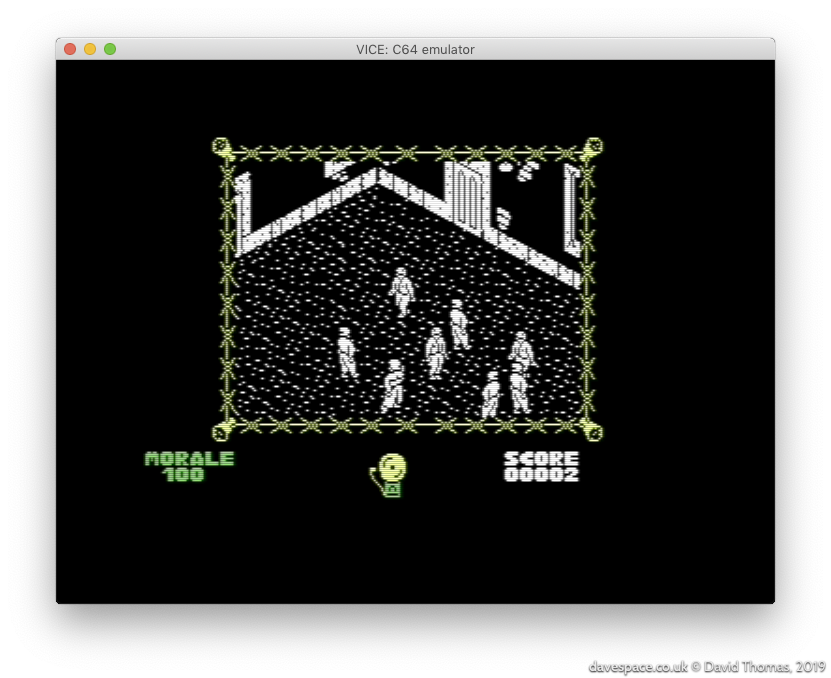 VICE: C64 emulator
MORALE
100
SCORE
00002
davespace.co.uk © David Thomas, 2019